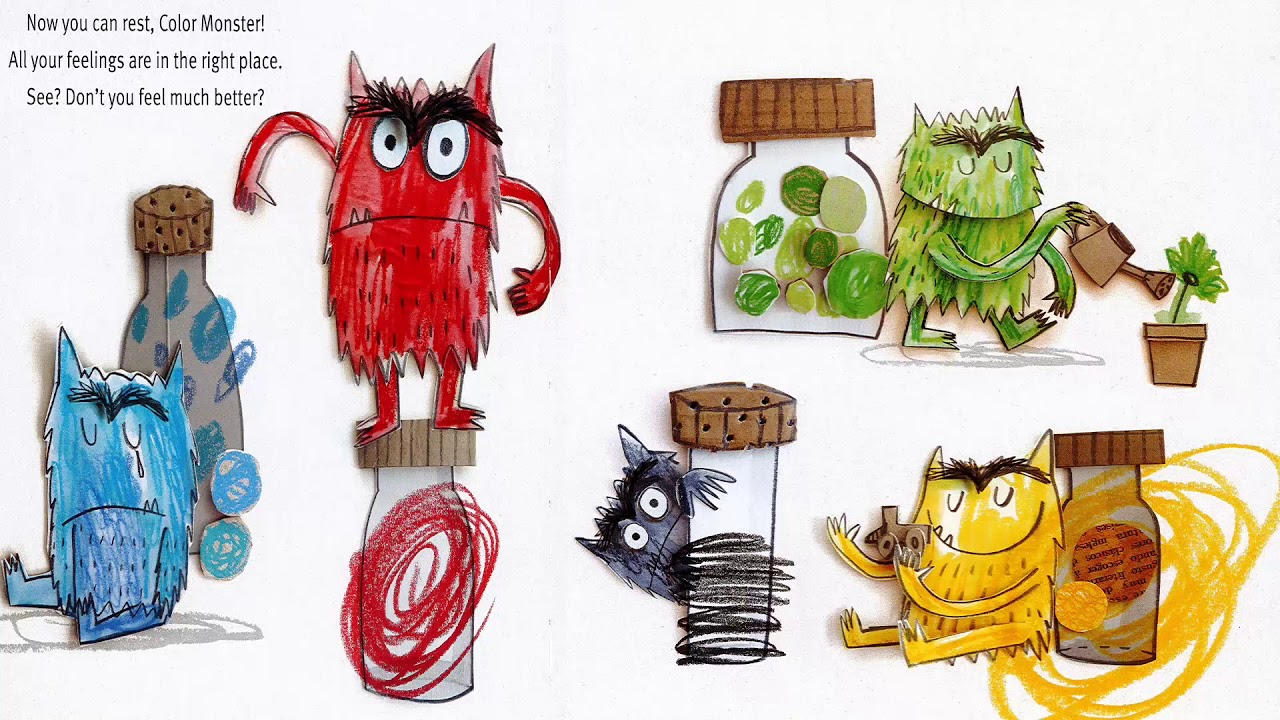 Now you can rest, Color Monster!
All your feelings are in the right place.
See? Don't you feel much better?